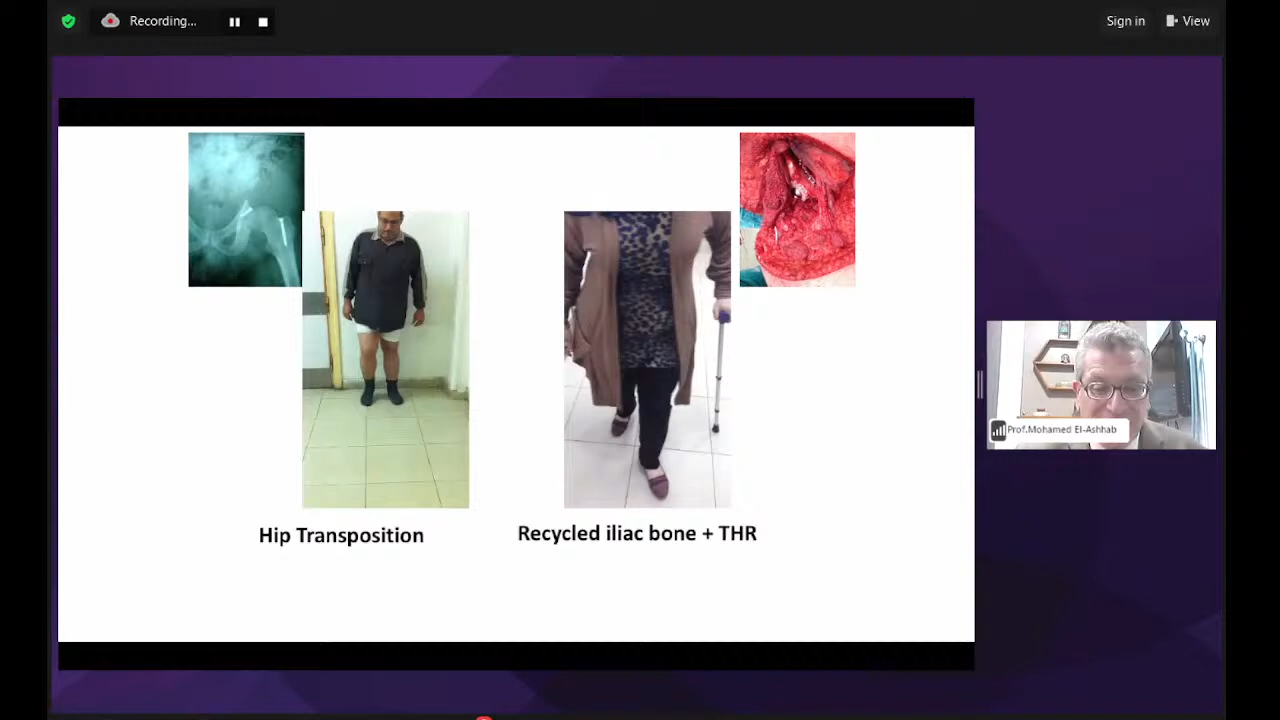 Recording...
Sign in
View
Hip Transposition
Recycled iliac bone + THR
Prof.Mohamed El-Ashhab